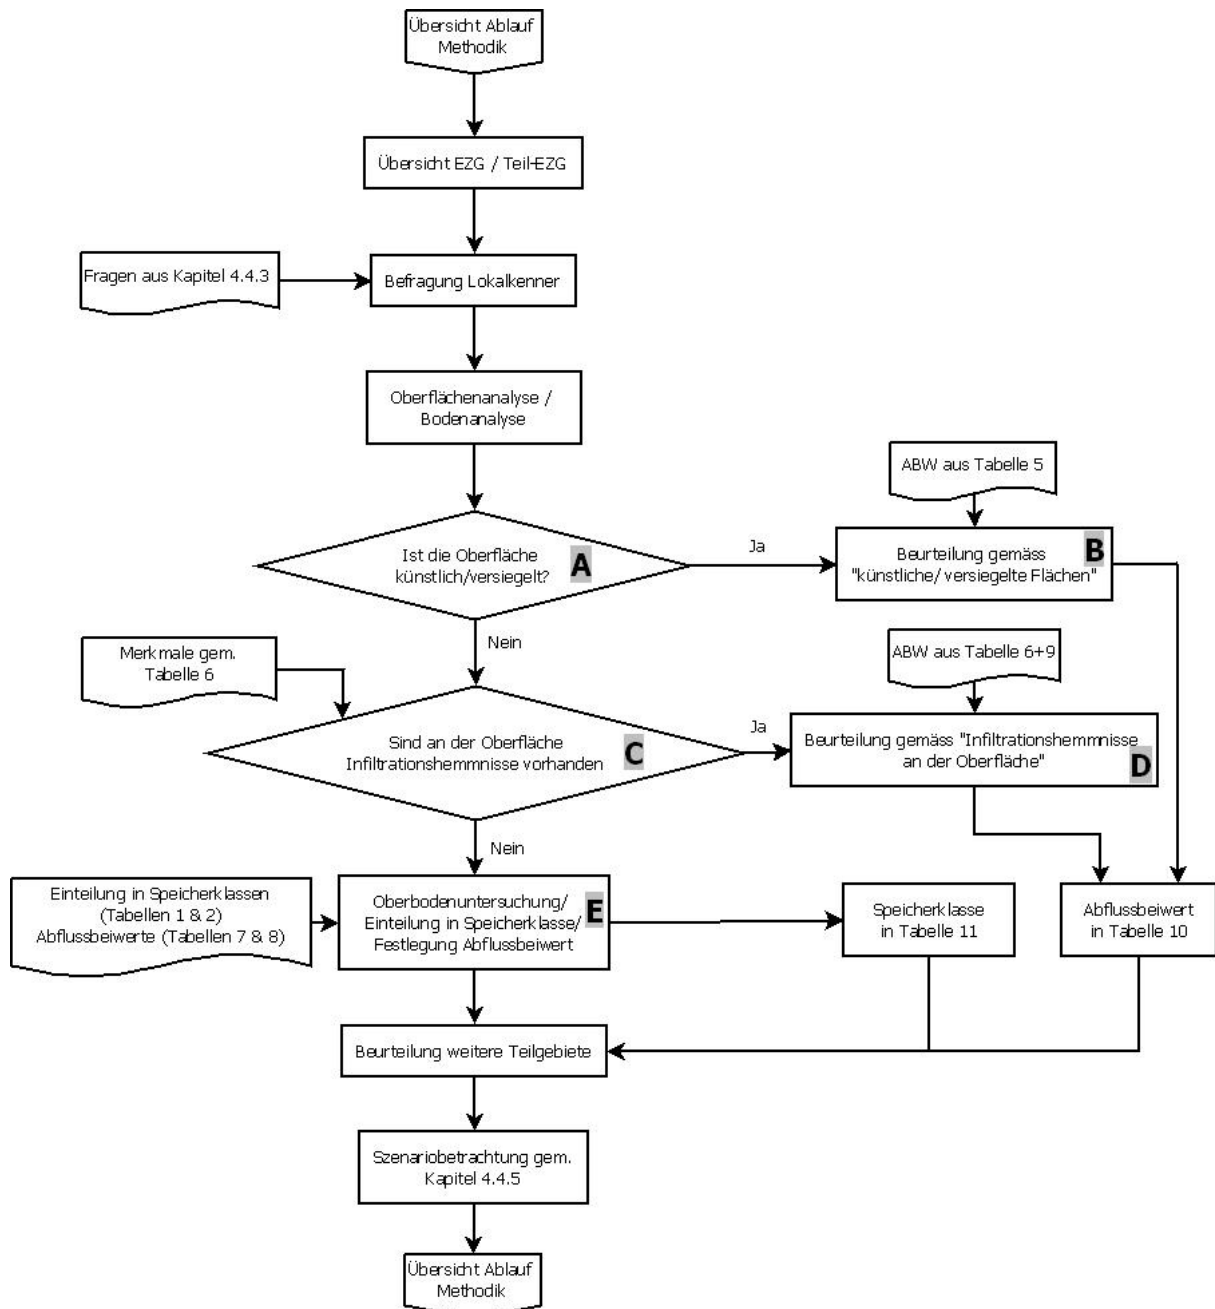 Übersicht Ablauf
Methodik
Übersicht EZG / Teil-EZG
Fragen aus Kapitel 4.4.3
Befragung Lokalkenner
Oberflächenanalyse /
Bodenanalyse
ABW aus Tabelle 5
Ist die Oberfläche
künstlich/versiegelt?
A
Ja
Beurteilung gemäss
"künstliche/ versiegelte Flächen"
B
Nein
Merkmale gem.
Tabelle 6
ABW aus Tabelle 6+9
Sind an der Oberfläche
Infiltrationshemmnisse vorhanden
C
Ja
Beurteilung gemäss "Infiltrationshemmnisse
an der Oberfläche"
D
Nein
Einteilung in Speicherklassen
(Tabellen 1 & 2)
Abflussbeiwerte (Tabellen 7 & 8)
Oberbodenuntersuchung/
Einteilung in Speicherklasse/
Festlegung Abflussbeiwert
E
Speicherklasse
in Tabelle 11
Abflussbeiwert
in Tabelle 10
Beurteilung weitere Teilgebiete
Szenariobetrachtung gem.
Kapitel 4.4.5
Übersicht Ablauf
Methodik